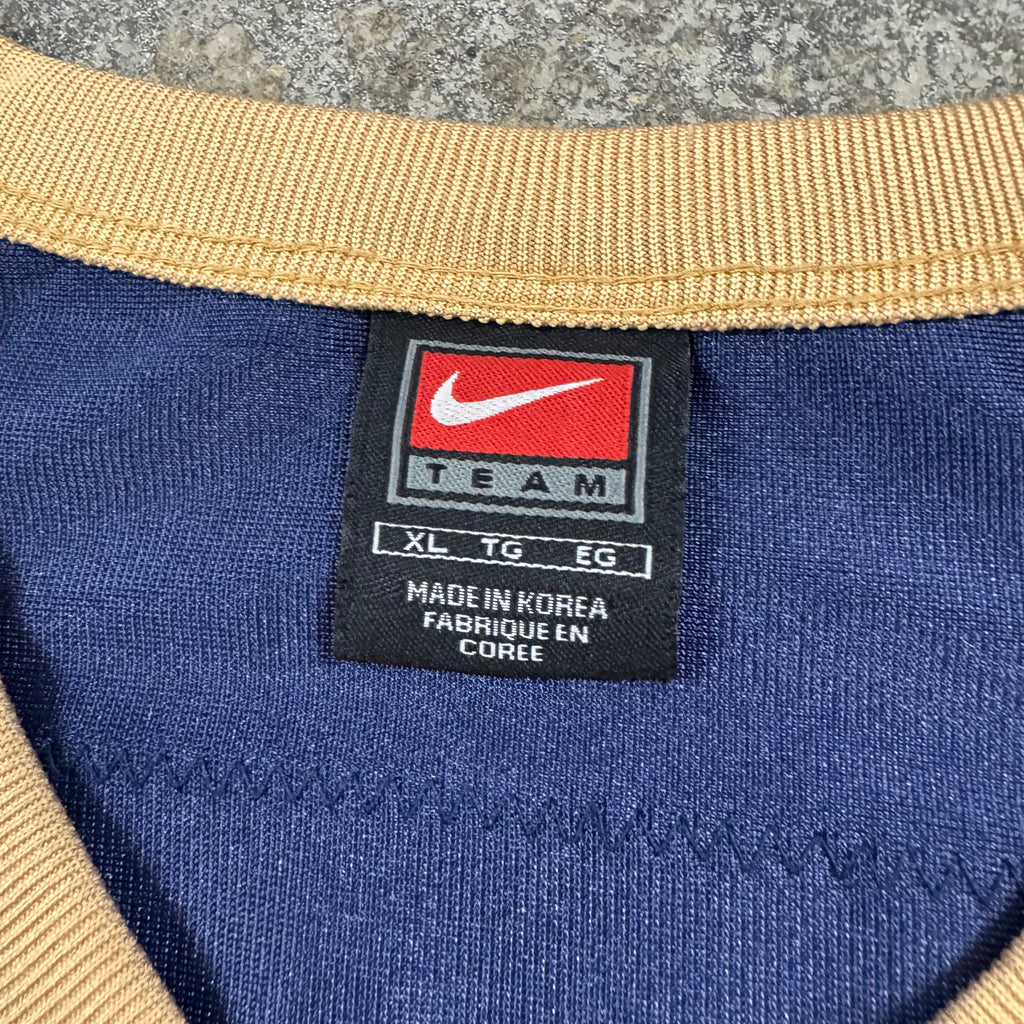 TEAM
XL TG EG
MADE IN KOREA
FABRIQUE EN
COREE